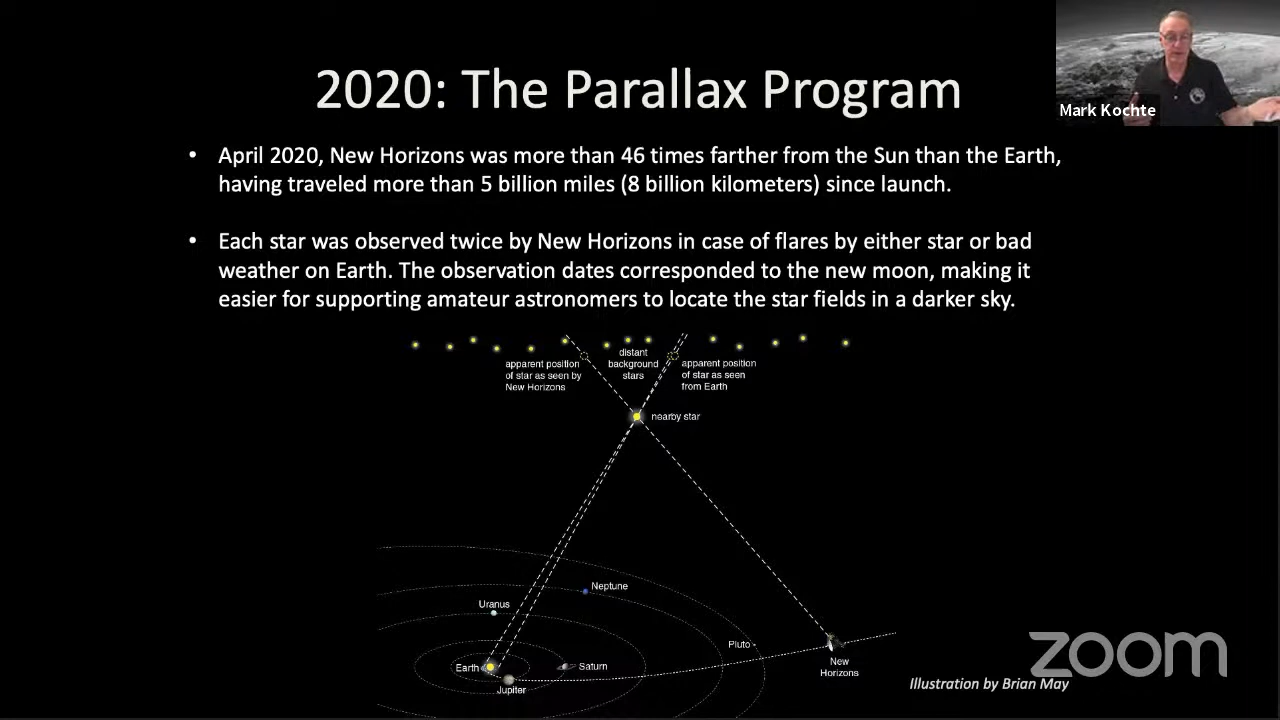 2020: The Parallax Program
Mark Kochte
• April 2020, New Horizons was more than 46 times farther from the Sun than the Earth,
having traveled more than 5 billion miles (8 billion kilometers) since launch.
• Each star was observed twice by New Horizons in case of flares by either star or bad
weather on Earth. The observation dates corresponded to the new moon, making it
easier for supporting amateur astronomers to locate the star fields in a darker sky.
apparent position
of star as seen by
New Horizons
distant
background
stars
apparent position
of star as seen
from Earth
nearby star
Neptune
Uranus
Pluto
Earth
Saturn
New
Horizons
Jupiter
zoom
Illustration by Brian May